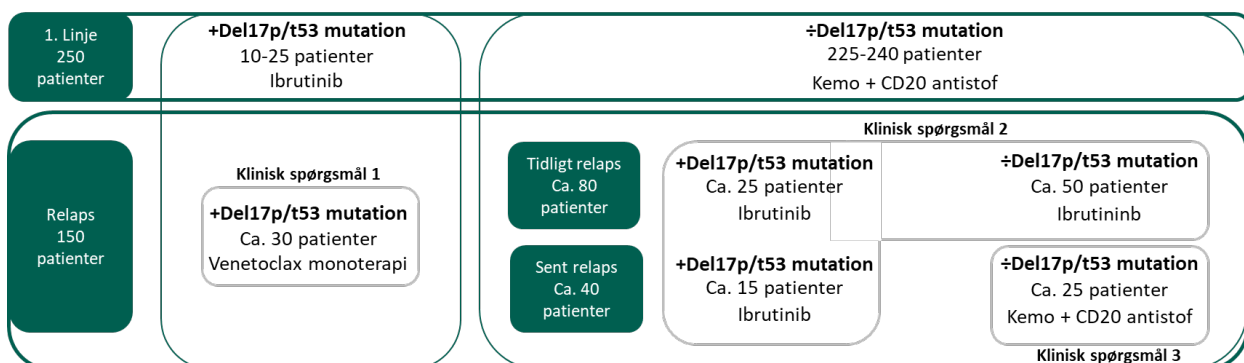 1. Linje
250
patienter
+Del17p/t53 mutation
10-25 patienter
Ibrutinib
÷Del17p/t53 mutation
225-240 patienter
Kemo + CD20 antistof
Relaps
150
patienter
Klinisk spørgsmål 1
+Del17p/t53 mutation
Ca. 30 patienter
Venetoclax monoterapi
Klinisk spørgsmål 2
Tidligt relaps
Ca. 80
patienter
+Del17p/t53 mutation
Ca. 25 patienter
Ibrutinib
÷Del17p/t53 mutation
Ca. 50 patienter
Ibrutininb
Sent relaps
Ca. 40
patienter
+Del17p/t53 mutation
Ca. 15 patienter
Ibrutinib
÷Del17p/t53 mutation
Ca. 25 patienter
Kemo + CD20 antistof
Klinisk spørgsmål 3